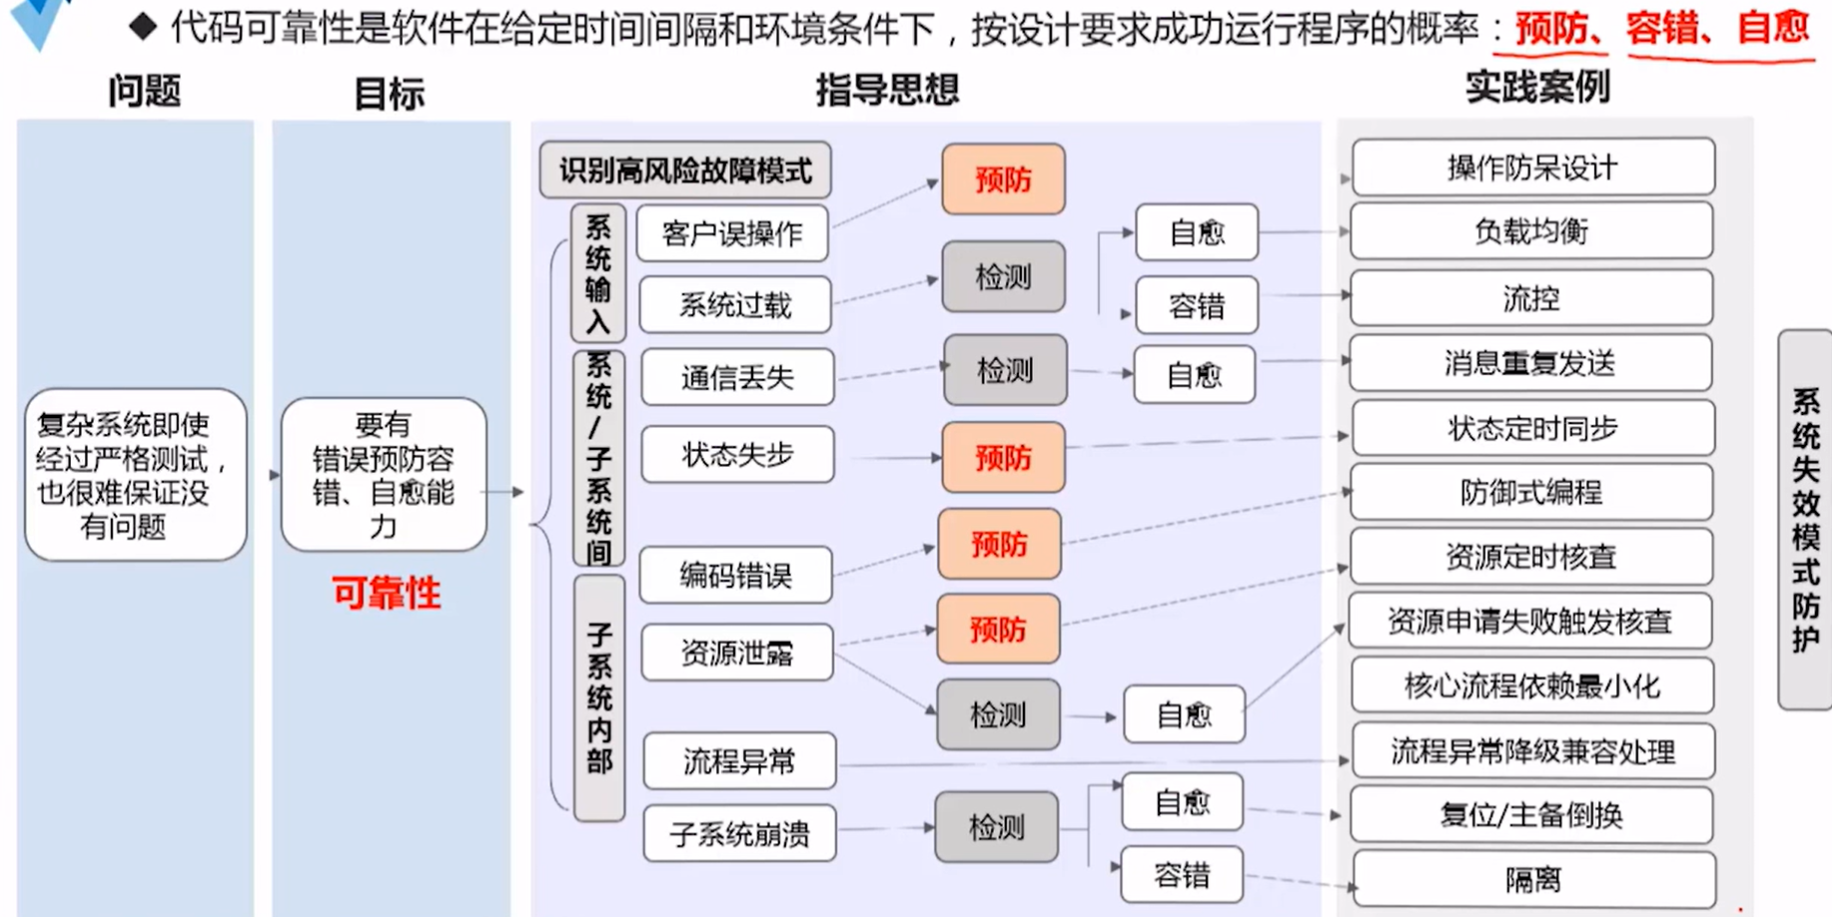 ◆ 代码可靠性是软件在给定时间间隔和环境条件下，按设计要求成功运行程序的概率：预防、容错、自愈
问题
目标
指导思想
实践案例
复杂系统即使
经过严格测试，
也很难保证没
有问题
要有
错误预防容
错、自愈能
力
可靠性
识别高风险故障模式
系统输入
客户误操作
系统过载
系统/子系统间
通信丢失
状态失步
子系统内部
编码错误
资源泄露
流程异常
子系统崩溃
预防
检测
自愈
容错
检测
自愈
预防
预防
预防
检测
自愈
检测
自愈
容错
操作防呆设计
负载均衡
流控
消息重复发送
状态定时同步
防御式编程
资源定时核查
资源申请失败触发核查
核心流程依赖最小化
流程异常降级兼容处理
复位/主备倒换
隔离
系统失效模式防护